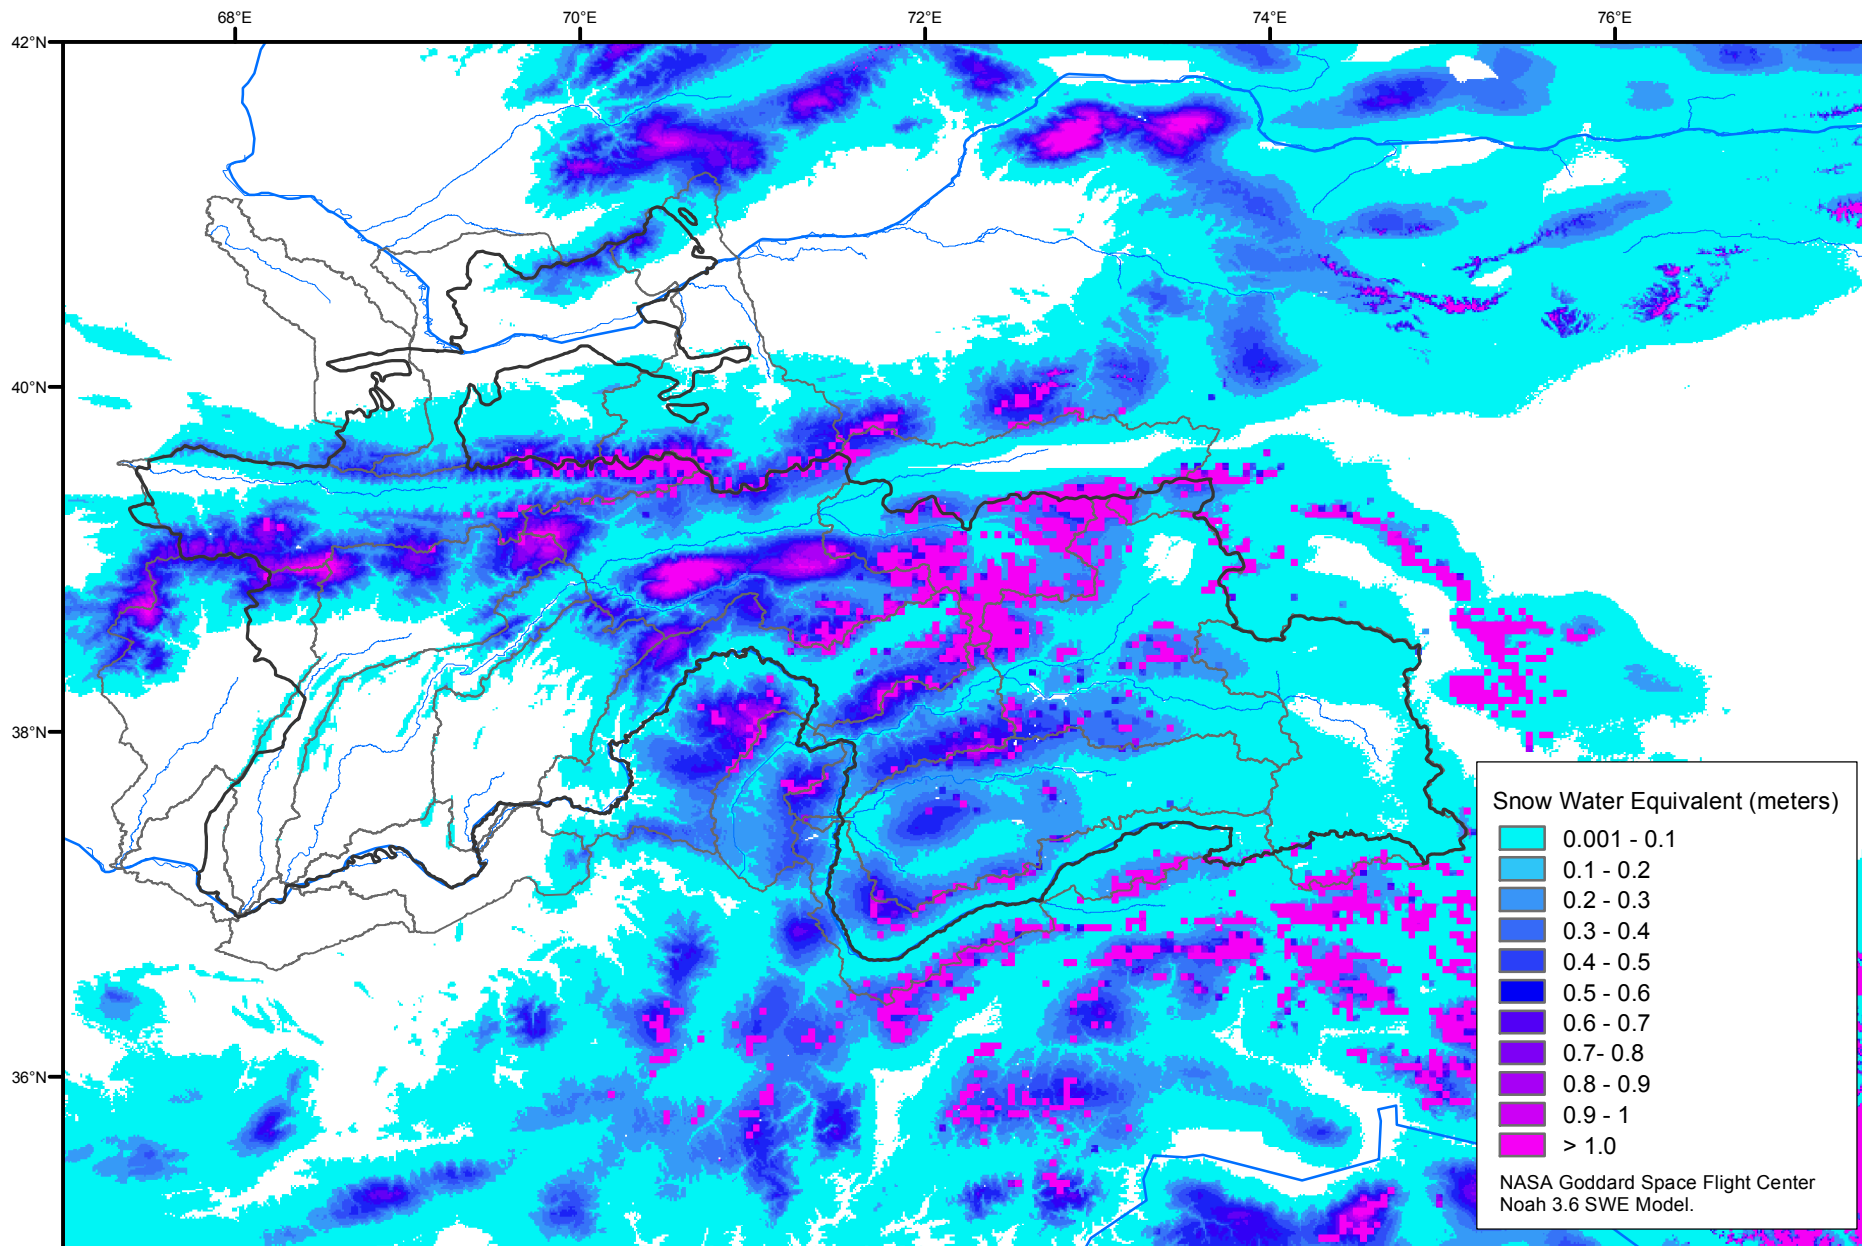 68°E 70°E 72°E 74°E 76°E
42°N
40°N
38°N
36°N
Snow Water Equivalent (meters)
0.001 - 0.1
0.1 - 0.2
0.2 - 0.3
0.3 - 0.4
0.4 - 0.5
0.5 - 0.6
0.6 - 0.7
0.7- 0.8
0.8 - 0.9
0.9 - 1
> 1.0
NASA Goddard Space Flight Center
Noah 3.6 SWE Model.